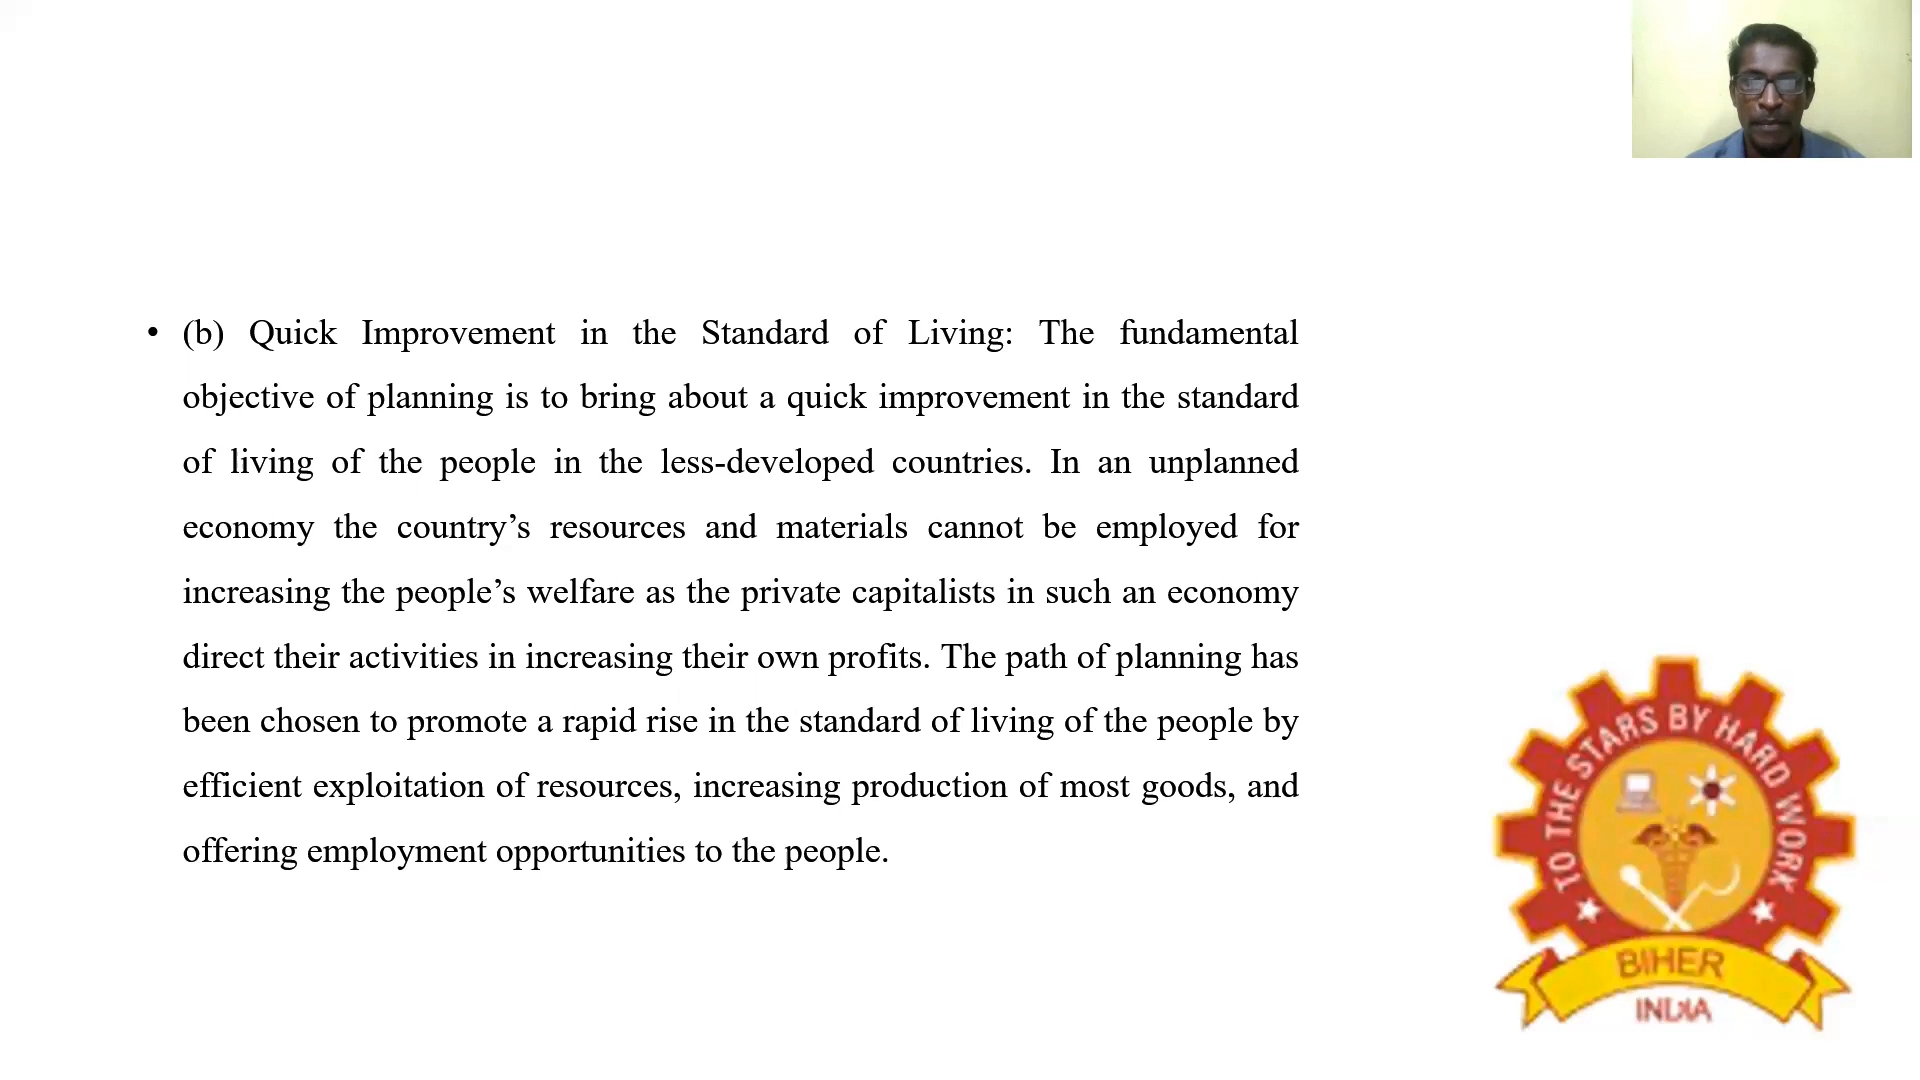 • (b) Quick Improvement in the Standard of Living: The fundamental
objective of planning is to bring about a quick improvement in the standard
of living of the people in the less-developed countries. In an unplanned
economy the country’s resources and materials cannot be employed for
increasing the people’s welfare as the private capitalists in such an economy
direct their activities in increasing their own profits. The path of planning has
been chosen to promote a rapid rise in the standard of living of the people by
efficient exploitation of resources, increasing production of most goods, and
offering employment opportunities to the people.
TO THE STARS BY HARD WORK
BIHER
INDIA